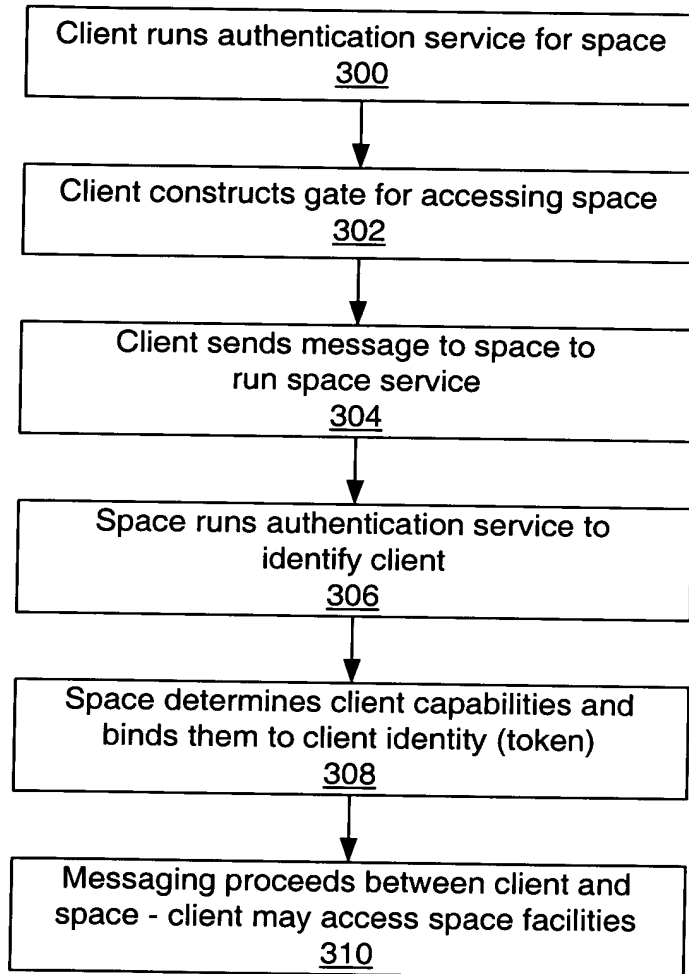 Client runs authentication service for space
300
Client constructs gate for accessing space
302
Client sends message to space to
run space service
304
Space runs authentication service to
identify client
306
Space determines client capabilities and
binds them to client identity (token)
308
Messaging proceeds between client and
space - client may access space facilities
310